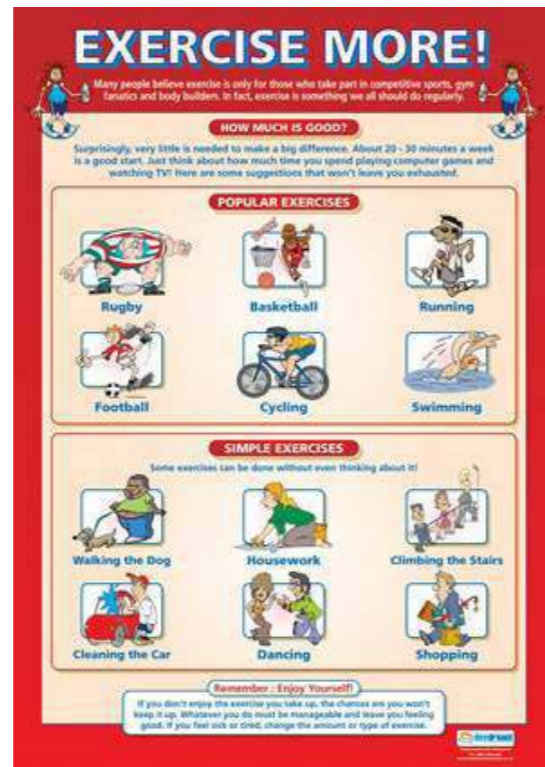 EXERCISE MORE!
Many people believe exercise is only for those who take part in competitive sports, gym
fanatics and body builders. In fact, exercise is something we all should do regularly.
HOW MUCH IS GOOD?
Surprisingly, very little is needed to make a big difference. About 20 - 30 minutes a week
is a good start. Just think about how much time you spend playing computer games and
watching TV! Here are some suggestions that won't leave you exhausted.
POPULAR EXERCISES
Rugby Basketball Running
Football Cycling Swimming
SIMPLE EXERCISES
Some exercises can be done without even thinking about it!
Walking the Dog Housework Climbing the Stairs
Cleaning the Car Dancing Shopping
Remember : Enjoy Yourself!
If you don't enjoy the exercise you take up, the chances are you won't
keep it up. Whatever you do must be manageable and leave you feeling
good. If you feel sick or tired, change the amount or type of exercise.